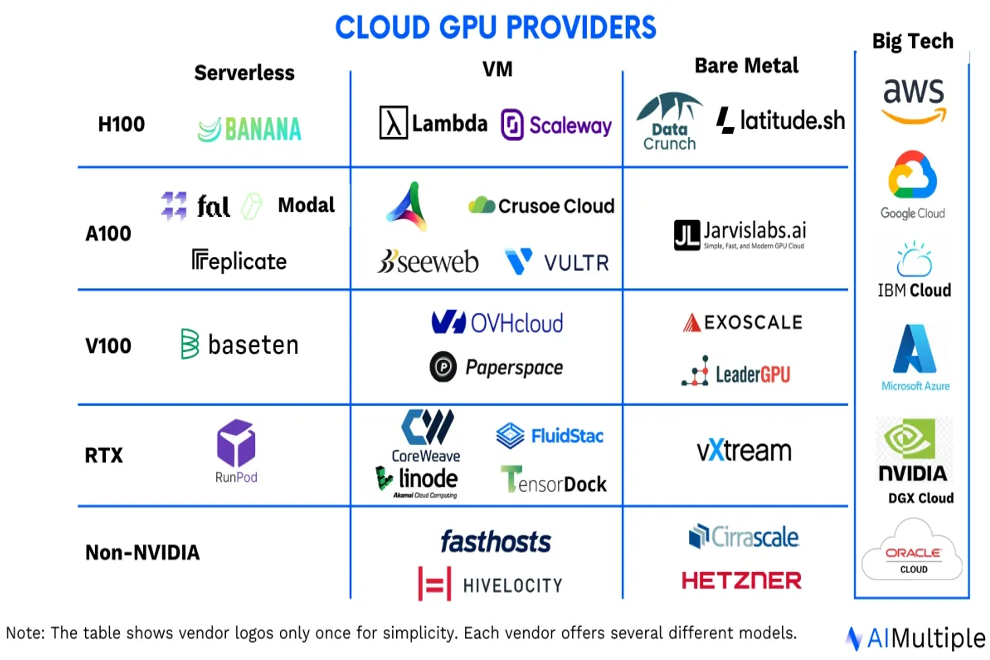 CLOUD GPU PROVIDERS
Serverless
VM
Bare Metal
Big Tech
H100
BANANA
Lambda
Scaleway
Data
Crunch
latitude.sh
aws
A100
fal
Modal
replicate
Crusoe Cloud
seeweb
VULTR
JL Jarvislabs.ai
Simple, Fast, and Modern GPU Cloud
Google Cloud
IBM Cloud
V100
baseten
OVHcloud
P Paperspace
EXOSCALE
LeaderGPU
Microsoft Azure
RTX
RunPod
CoreWeave
FluidStac
linode
Akamai Cloud Computing
TensorDock
vXtream
NVIDIA
DGX Cloud
Non-NVIDIA
fasthosts
HIVELOCITY
Cirrascale
HETZNER
ORACLE
CLOUD
Note: The table shows vendor logos only once for simplicity. Each vendor offers several different models.
AIMultiple